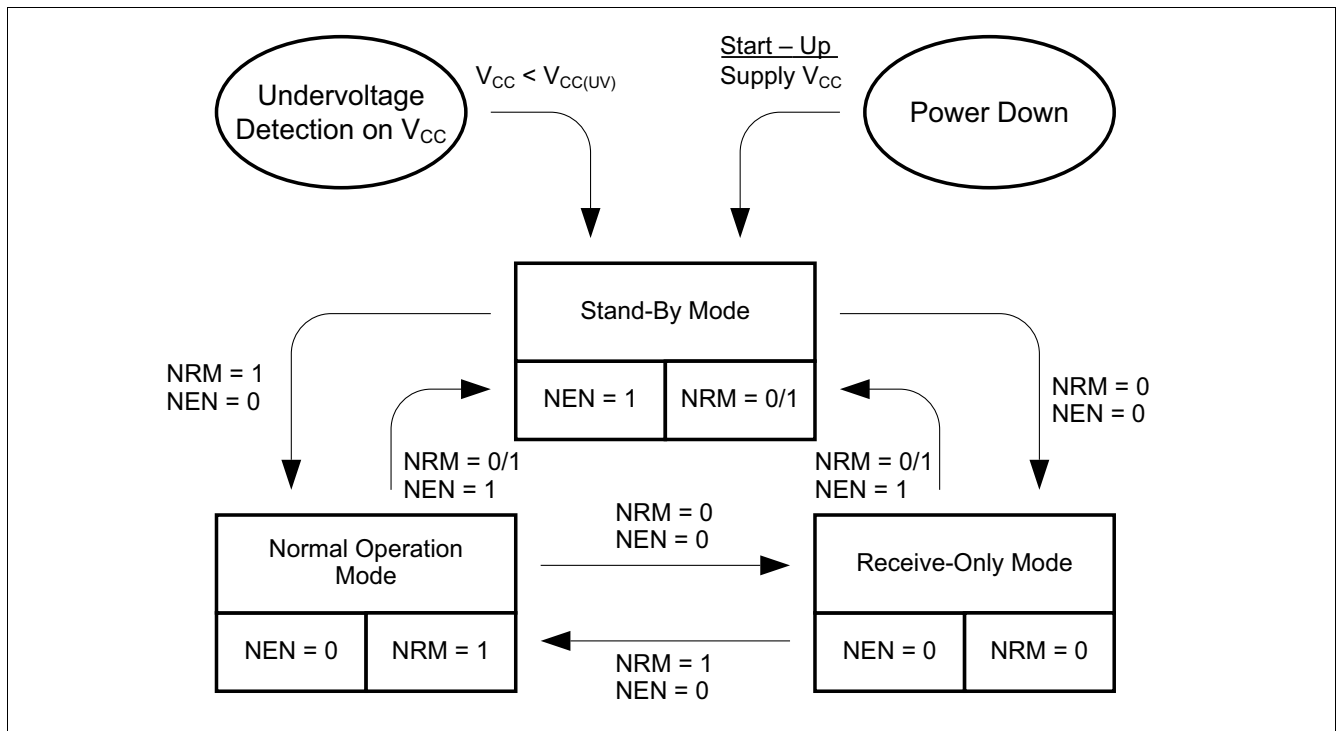 Undervoltage
Detection on VCC
VCC < VCC(UV)
Start – Up
Supply VCC
Power Down
Stand-By Mode
NEN = 1
NRM = 0/1
NRM = 1
NEN = 0
NRM = 0
NEN = 0
NRM = 0/1
NEN = 1
NRM = 0/1
NEN = 1
Normal Operation
Mode
NEN = 0
NRM = 1
NRM = 0
NEN = 0
NRM = 1
NEN = 0
Receive-Only Mode
NEN = 0
NRM = 0